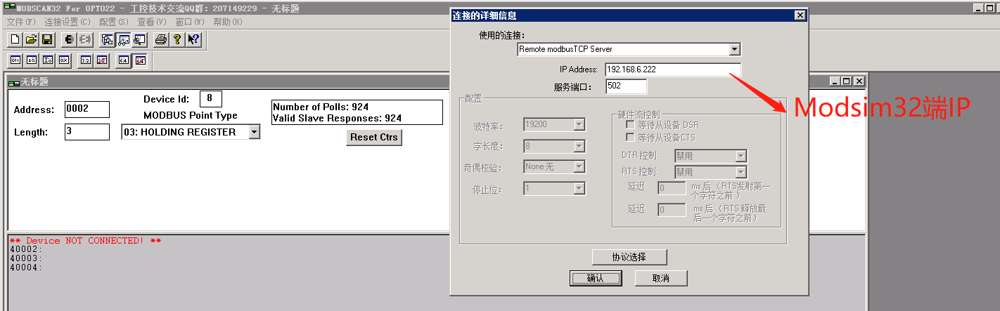 MODSCAN32 For OPTO22 - 工控技术交流QQ群: 207149229 - 无标题
文件(F) 连接设置(C) 配置(S) 查看(V) 窗口(W) 帮助(H)
无标题
Address: 0002
Length: 3
Device Id: 8
MODBUS Point Type
03: HOLDING REGISTER
Number of Polls: 924
Valid Slave Responses: 924
Reset Ctrs
** Device NOT CONNECTED! **
40002:
40003:
40004:
连接的详细信息
使用的连接:
Remote modbusTCP Server
IP Address: 192.168.6.222
服务端口: 502
配置
波特率: 19200
字长度: 8
奇偶校验: None 无
停止位: 1
硬件流控制
等待从设备 DSR
等待从设备CTS
DTR 控制: 禁用
RTS 控制: 禁用
延迟 0 ms 后（RTS发射第一
个字符之前）
延迟 0 ms 后（RTS 释放最
后一个字符之前)
协议选择
确认 取消
Modsim32端IP